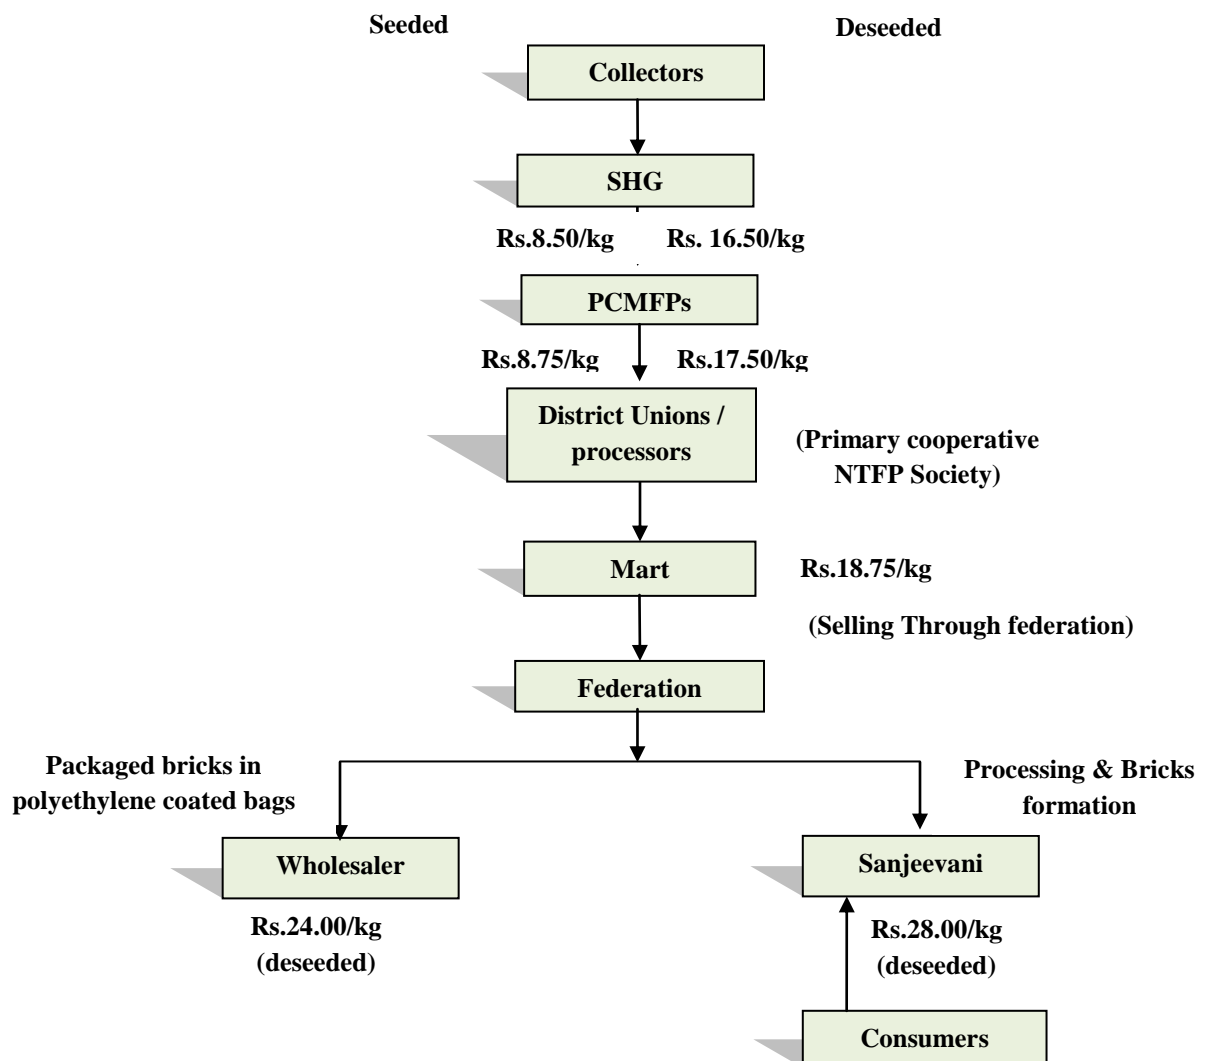 Seeded
Deseeded
Collectors
SHG
Rs.8.50/kg
Rs. 16.50/kg
PCMFPs
Rs.8.75/kg
Rs.17.50/kg
District Unions /
processors
(Primary cooperative
NTFP Society)
Mart
Rs.18.75/kg
(Selling Through federation)
Federation
Packaged bricks in
polyethylene coated bags
Processing & Bricks
formation
Wholesaler
Sanjeevani
Rs.24.00/kg
(deseeded)
Rs.28.00/kg
(deseeded)
Consumers